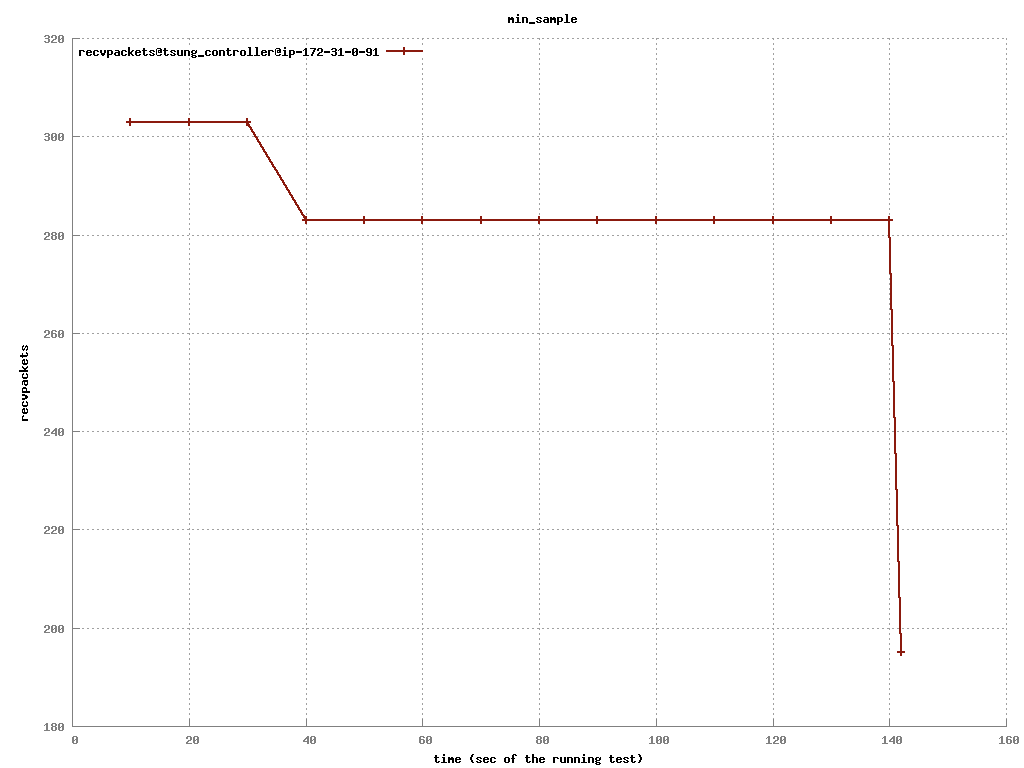 min_sample
recvpackets@tsung_controller@ip-172-31-0-91
320
300
280
260
240
220
200
180
recvpackets
0 20 40 60 80 100 120 140 160
time (sec of the running test)